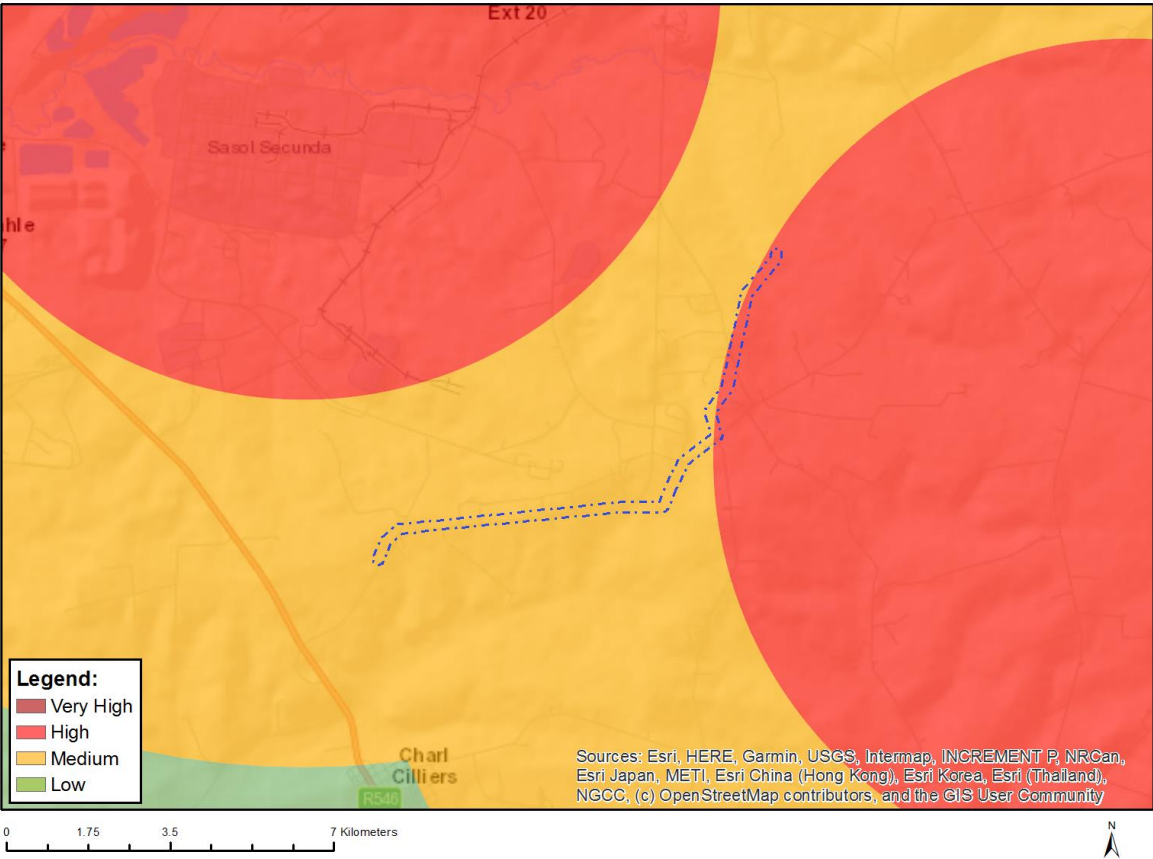 Ext 20
Sasol Secunda
e
hle
7
Charl
Cilliers
R546
Legend:
Very High
High
Medium
Low
Sources: Esri, HERE, Garmin, USGS, Intermap, INCREMENT P, NRCan,
Esri Japan, METI, Esri China (Hong Kong), Esri Korea, Esri (Thailand),
NGCC, (c) OpenStreetMap contributors, and the GIS User Community
0 1.75 3.5 7 Kilometers
N